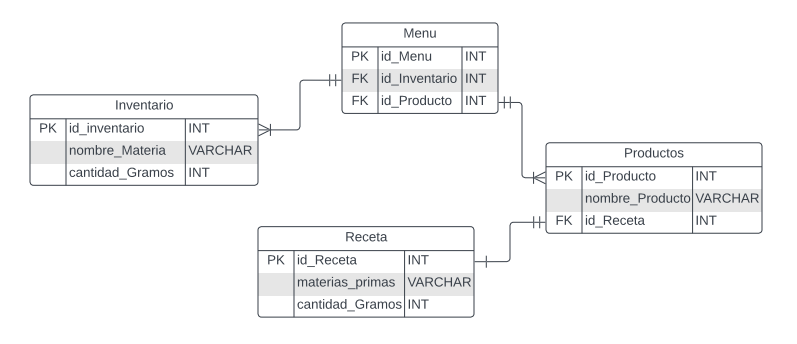 Menu
PK id_Menu INT
FK id_Inventario INT
FK id_Producto INT
Inventario
PK id_inventario INT
nombre_Materia VARCHAR
cantidad_Gramos INT
Productos
PK id_Producto INT
nombre_Producto VARCHAR
FK id_Receta INT
Receta
PK id_Receta INT
materias_primas VARCHAR
cantidad_Gramos INT